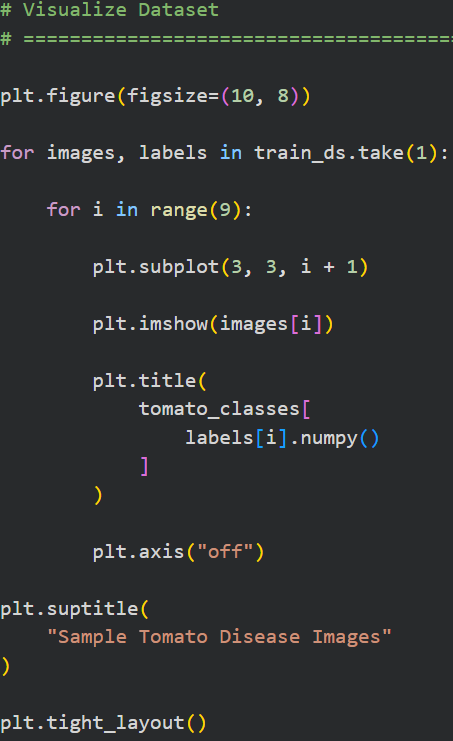 # Visualize Dataset
# =====================================
plt.figure(figsize=(10, 8))
for images, labels in train_ds.take(1):
    for i in range(9):
        plt.subplot(3, 3, i + 1)
        plt.imshow(images[i])
        plt.title(
            tomato_classes[
                labels[i].numpy()
            ]
        )
        plt.axis("off")
plt.suptitle(
    "Sample Tomato Disease Images"
)
plt.tight_layout()